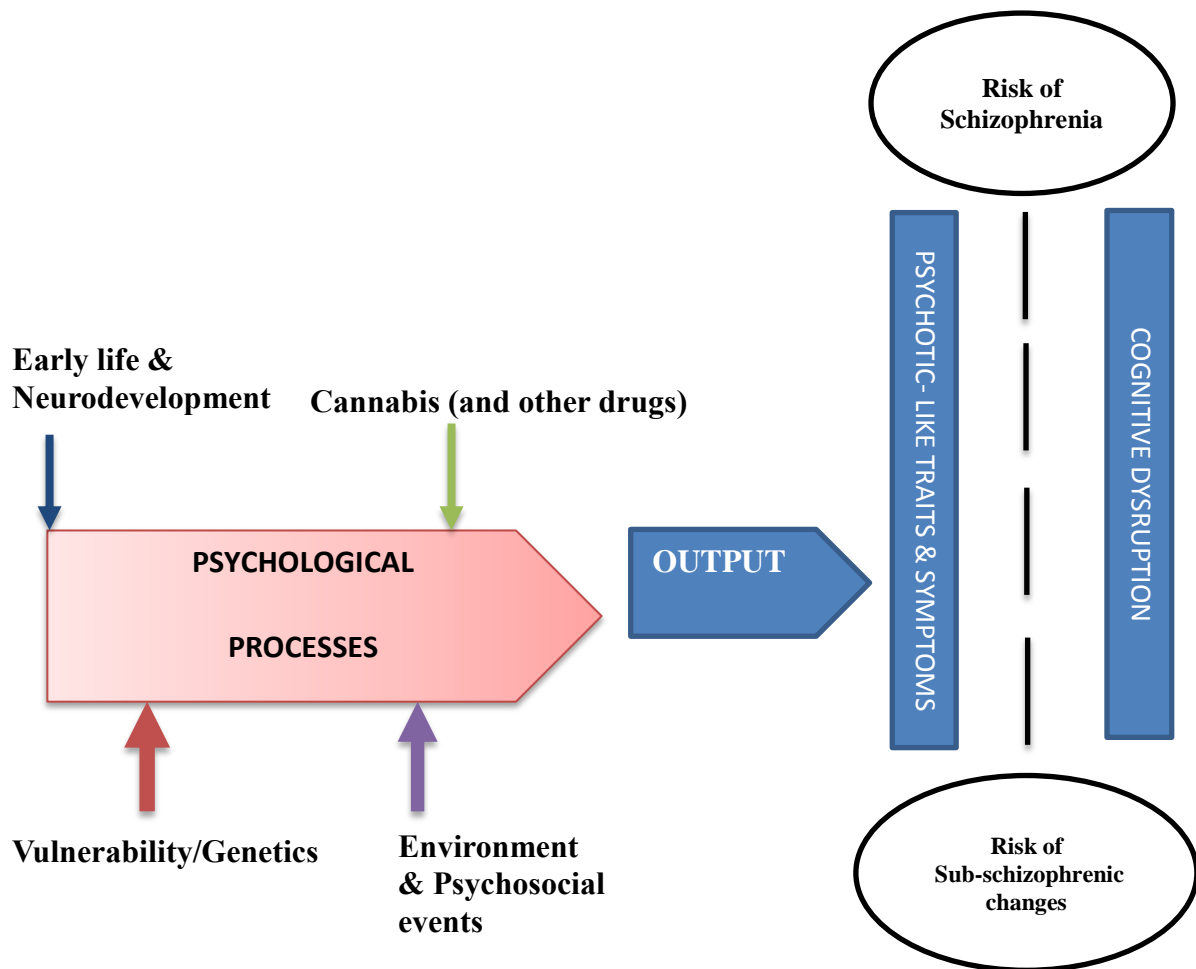 Risk of
Schizophrenia
PSYCHOTIC- LIKE TRAITS & SYMPTOMS
COGNITIVE DYSRUPTION
Early life &
Neurodevelopment
Cannabis (and other drugs)
PSYCHOLOGICAL
PROCESSES
OUTPUT
Vulnerability/Genetics
Environment
& Psychosocial
events
Risk of
Sub-schizophrenic
changes